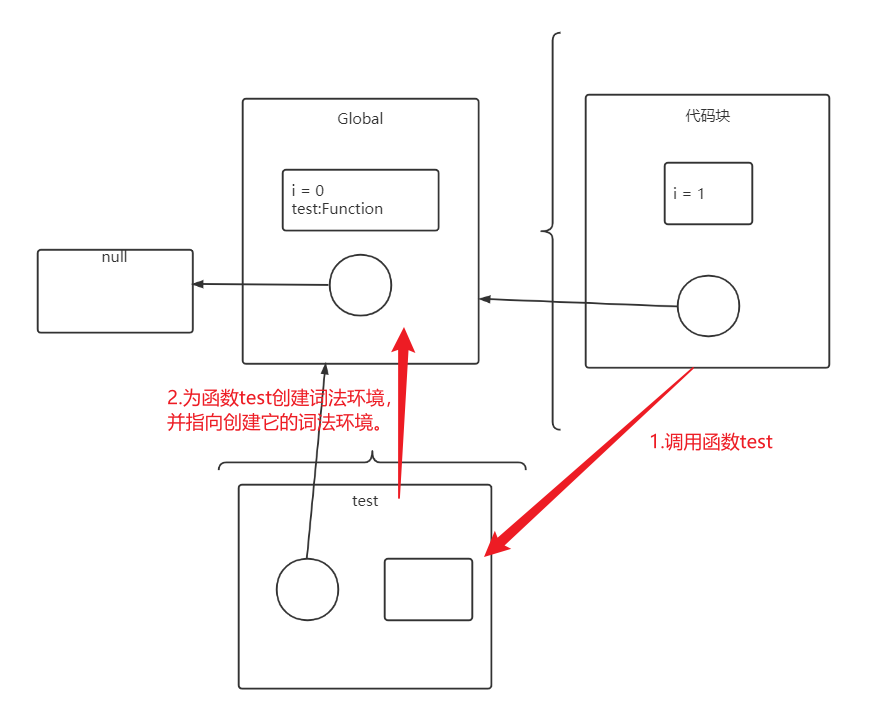 Global
代码块
i = 0
test:Function
i = 1
null
2.为函数test创建词法环境，
并指向创建它的词法环境。
1.调用函数test
test